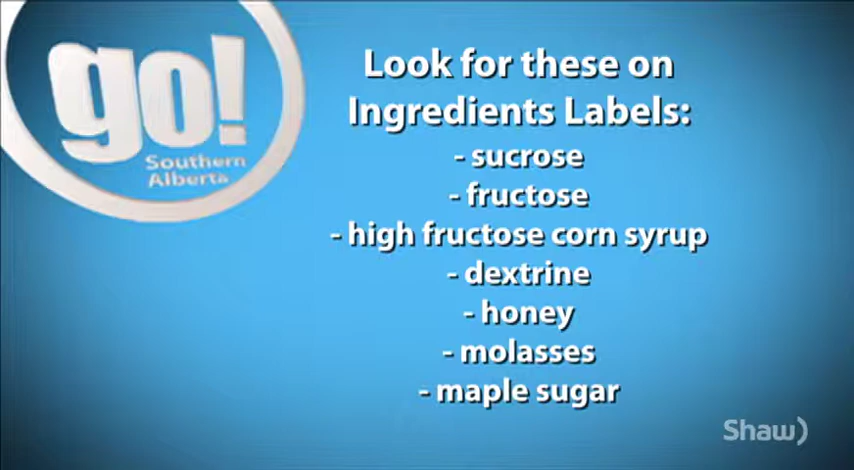 go!
Southern
Alberta
Look for these on
Ingredients Labels:
- sucrose
- fructose
- high fructose corn syrup
- dextrine
- honey
- molasses
- maple sugar
Shaw)